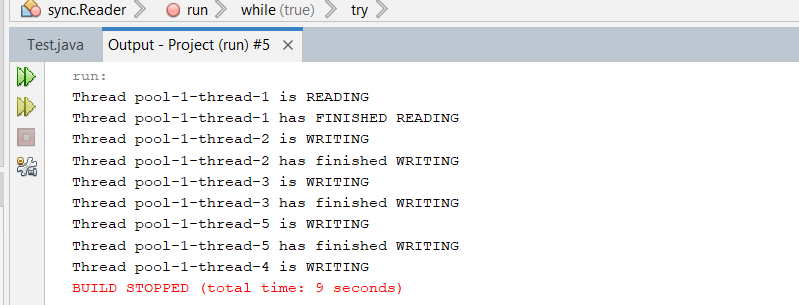 sync.Reader run while (true) try
Test.java Output - Project (run) #5 ×
run:
Thread pool-1-thread-1 is READING
Thread pool-1-thread-1 has FINISHED READING
Thread pool-1-thread-2 is WRITING
Thread pool-1-thread-2 has finished WRITING
Thread pool-1-thread-3 is WRITING
Thread pool-1-thread-3 has finished WRITING
Thread pool-1-thread-5 is WRITING
Thread pool-1-thread-5 has finished WRITING
Thread pool-1-thread-4 is WRITING
BUILD STOPPED (total time: 9 seconds)